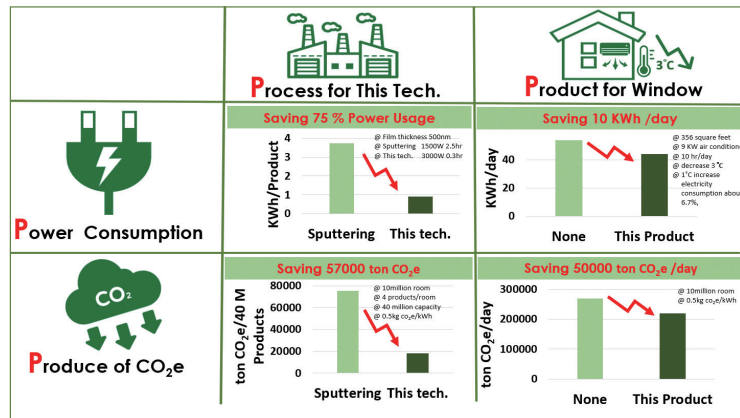 3°C
Process for This Tech.
Product for Window
Power Consumption
Saving 75 % Power Usage
KWh/Product
4
3
2
1
0
@ Film thickness 500nm
@ Sputtering 1500W 2.5hr
@ This tech. 3000W 0.3hr
Sputtering
This tech.
Saving 10 KWh /day
KWh/day
40
20
0
@ 356 square feet
@ 9 KW air conditione
@ 10 hr/day
@ decrease 3 °C
@ 1°C increase
electricity
consumption abou
6.7%,
None
This Product
CO₂
Produce of CO₂e
Saving 57000 ton CO₂e
ton CO₂e/40 M
Products
80000
60000
40000
20000
0
@ 10million room
@ 4 products/room
@ 40 million capacity
@ 0.5kg co₂e/kWh
Sputtering
This tech.
Saving 50000 ton CO₂e /day
ton CO₂e/day
300000
200000
100000
0
@ 10million room
@ 0.5kg co₂e/kWh
None
This Product